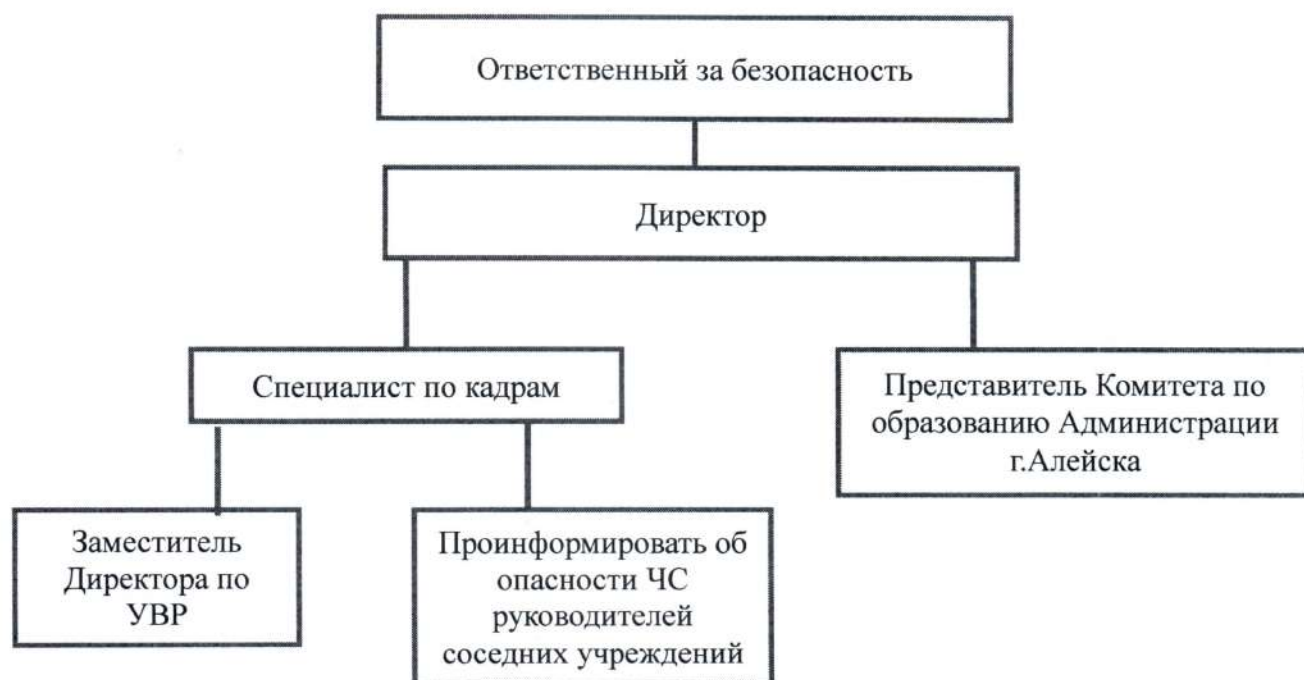 Ответственный за безопасность
Директор
Специалист по кадрам
Представитель Комитета по
образованию Администрации
г.Алейска
Заместитель
Директора по
УВР
Проинформировать об
опасности ЧС
руководителей
соседних учреждений